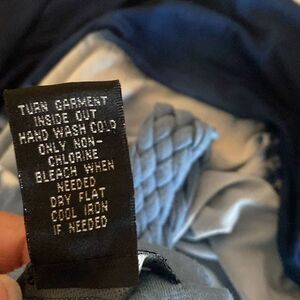 TURN GARMENT
INSIDE OUT
HAND WASH COLD
ONLY NON-
CHLORINE
BLEACH WHEN
NEEDED
DRY FLAT
COOL IRON
IF NEEDED